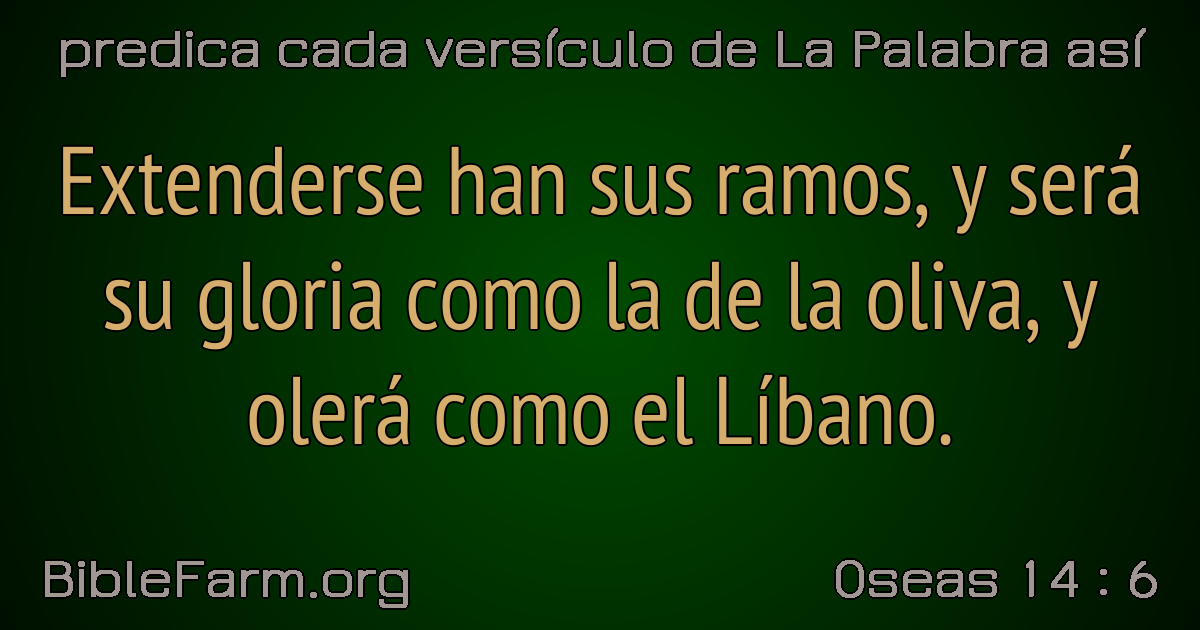 predica cada versículo de La Palabra así
Extenderse han sus ramos, y será
su gloria como la de la oliva, y
olerá como el Líbano.
BibleFarm.org
Oseas 14 : 6